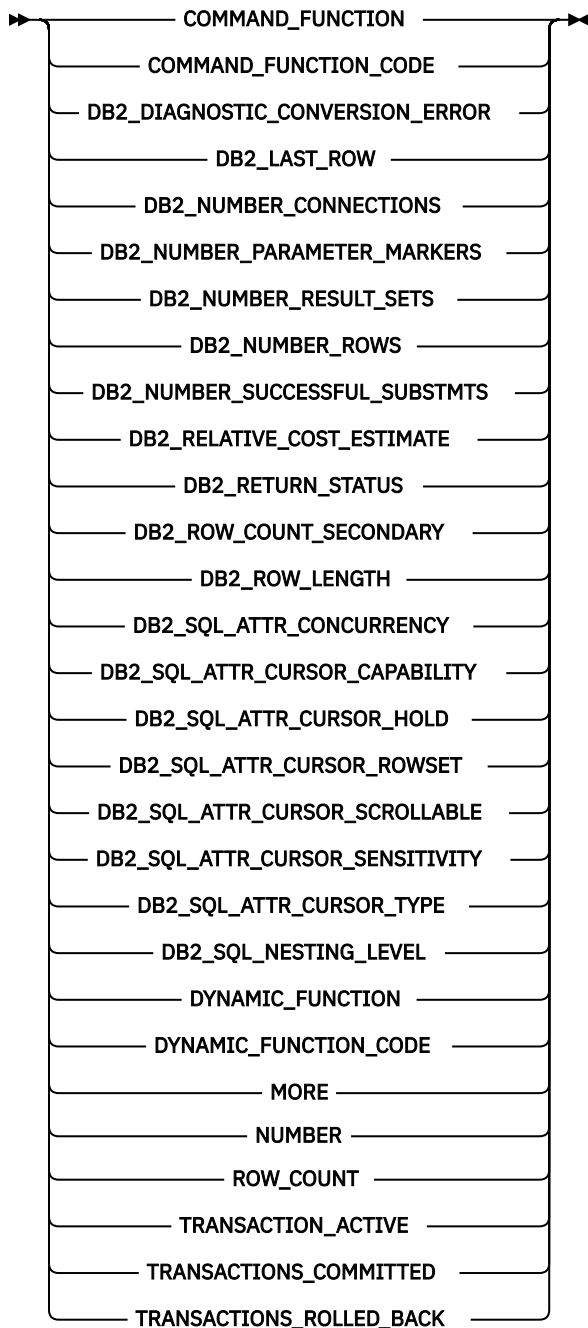 COMMAND_FUNCTION
COMMAND_FUNCTION_CODE
DB2_DIAGNOSTIC_CONVERSION_ERROR
DB2_LAST_ROW
DB2_NUMBER_CONNECTIONS
DB2_NUMBER_PARAMETER_MARKERS
DB2_NUMBER_RESULT_SETS
DB2_NUMBER_ROWS
DB2_NUMBER_SUCCESSFUL_SUBSTMTS
DB2_RELATIVE_COST_ESTIMATE
DB2_RETURN_STATUS
DB2_ROW_COUNT_SECONDARY
DB2_ROW_LENGTH
DB2_SQL_ATTR_CONCURRENCY
DB2_SQL_ATTR_CURSOR_CAPABILITY
DB2_SQL_ATTR_CURSOR_HOLD
DB2_SQL_ATTR_CURSOR_ROWSET
DB2_SQL_ATTR_CURSOR_SCROLLABLE
DB2_SQL_ATTR_CURSOR_SENSITIVITY
DB2_SQL_ATTR_CURSOR_TYPE
DB2_SQL_NESTING_LEVEL
DYNAMIC_FUNCTION
DYNAMIC_FUNCTION_CODE
MORE
NUMBER
ROW_COUNT
TRANSACTION_ACTIVE
TRANSACTIONS_COMMITTED
TRANSACTIONS_ROLLED_BACK